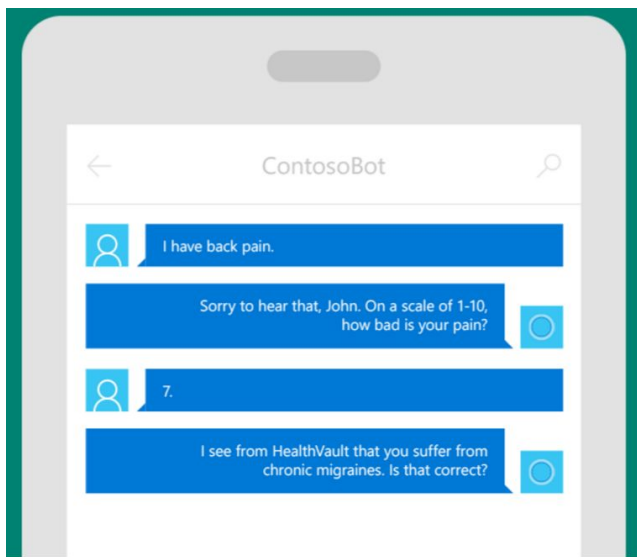 ContosoBot
I have back pain.
Sorry to hear that, John. On a scale of 1-10,
how bad is your pain?
7.
I see from HealthVault that you suffer from
chronic migraines. Is that correct?